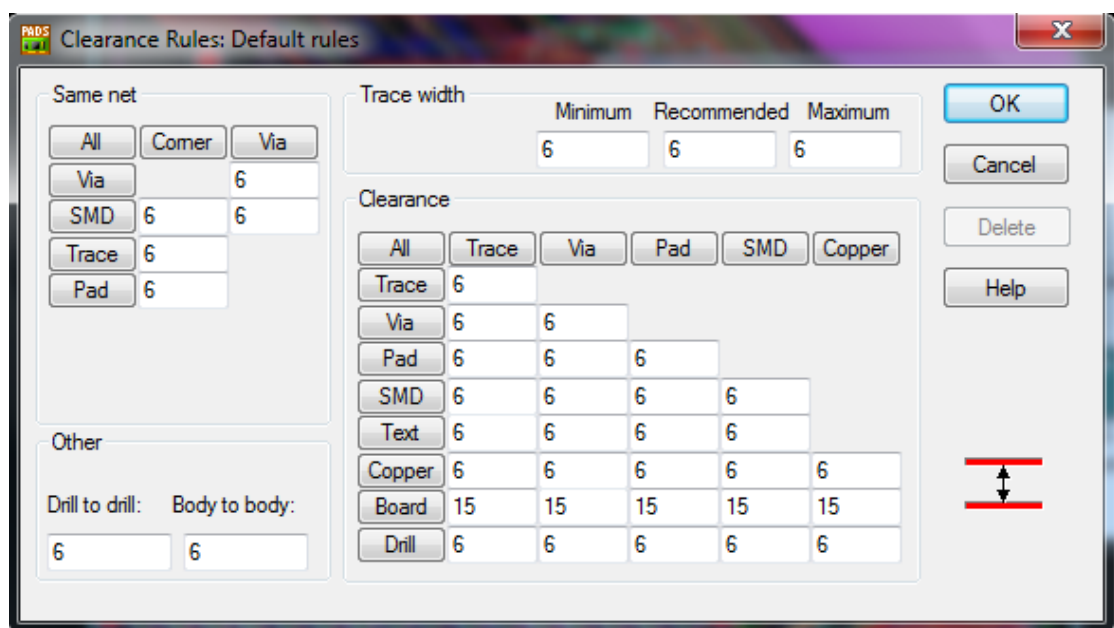 PADS Clearance Rules: Default rules X
Same net
All Corner Via
Via 6
SMD 6 6
Trace 6
Pad 6
Other
Drill to drill: Body to body:
6 6
Trace width
Minimum Recommended Maximum
6 6 6
Clearance
All Trace Via Pad SMD Copper
Trace 6
Via 6 6
Pad 6 6 6
SMD 6 6 6 6
Text 6 6 6 6
Copper 6 6 6 6 6
Board 15 15 15 15 15
Drill 6 6 6 6 6
OK
Cancel
Delete
Help